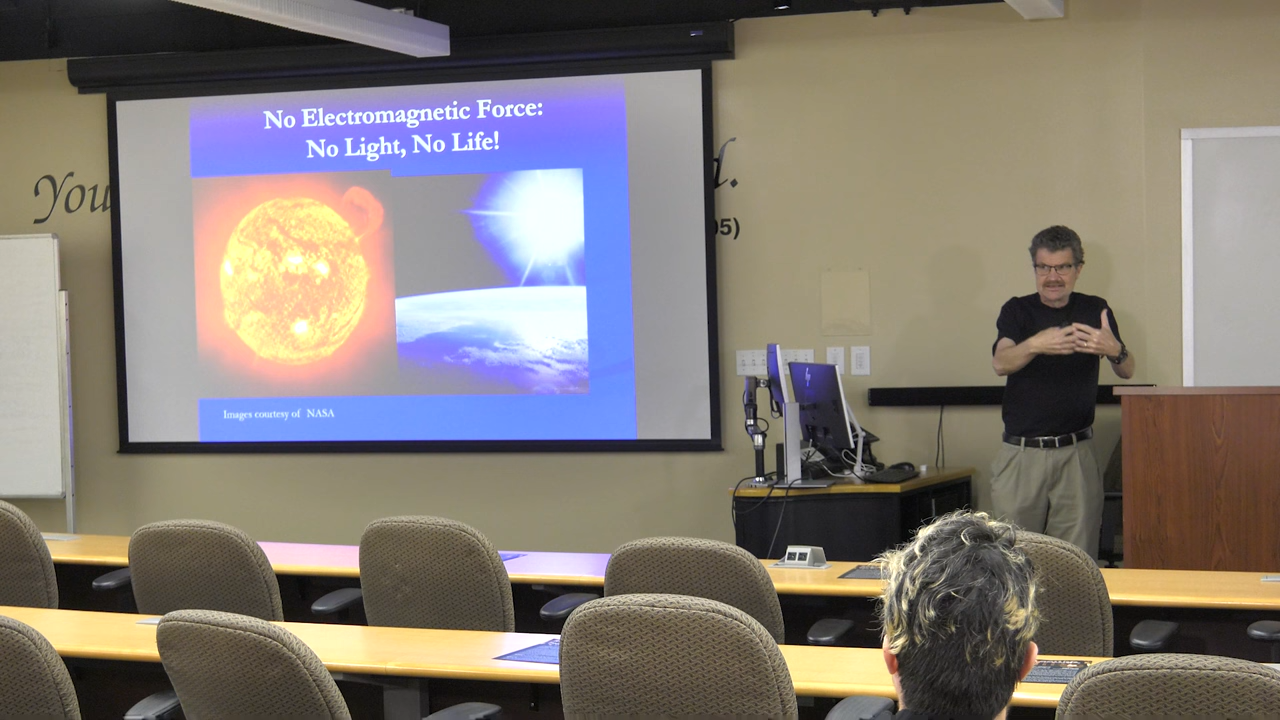 No Electromagnetic Force:
No Light, No Life!
You
d.
05)
Images courtesy of NASA